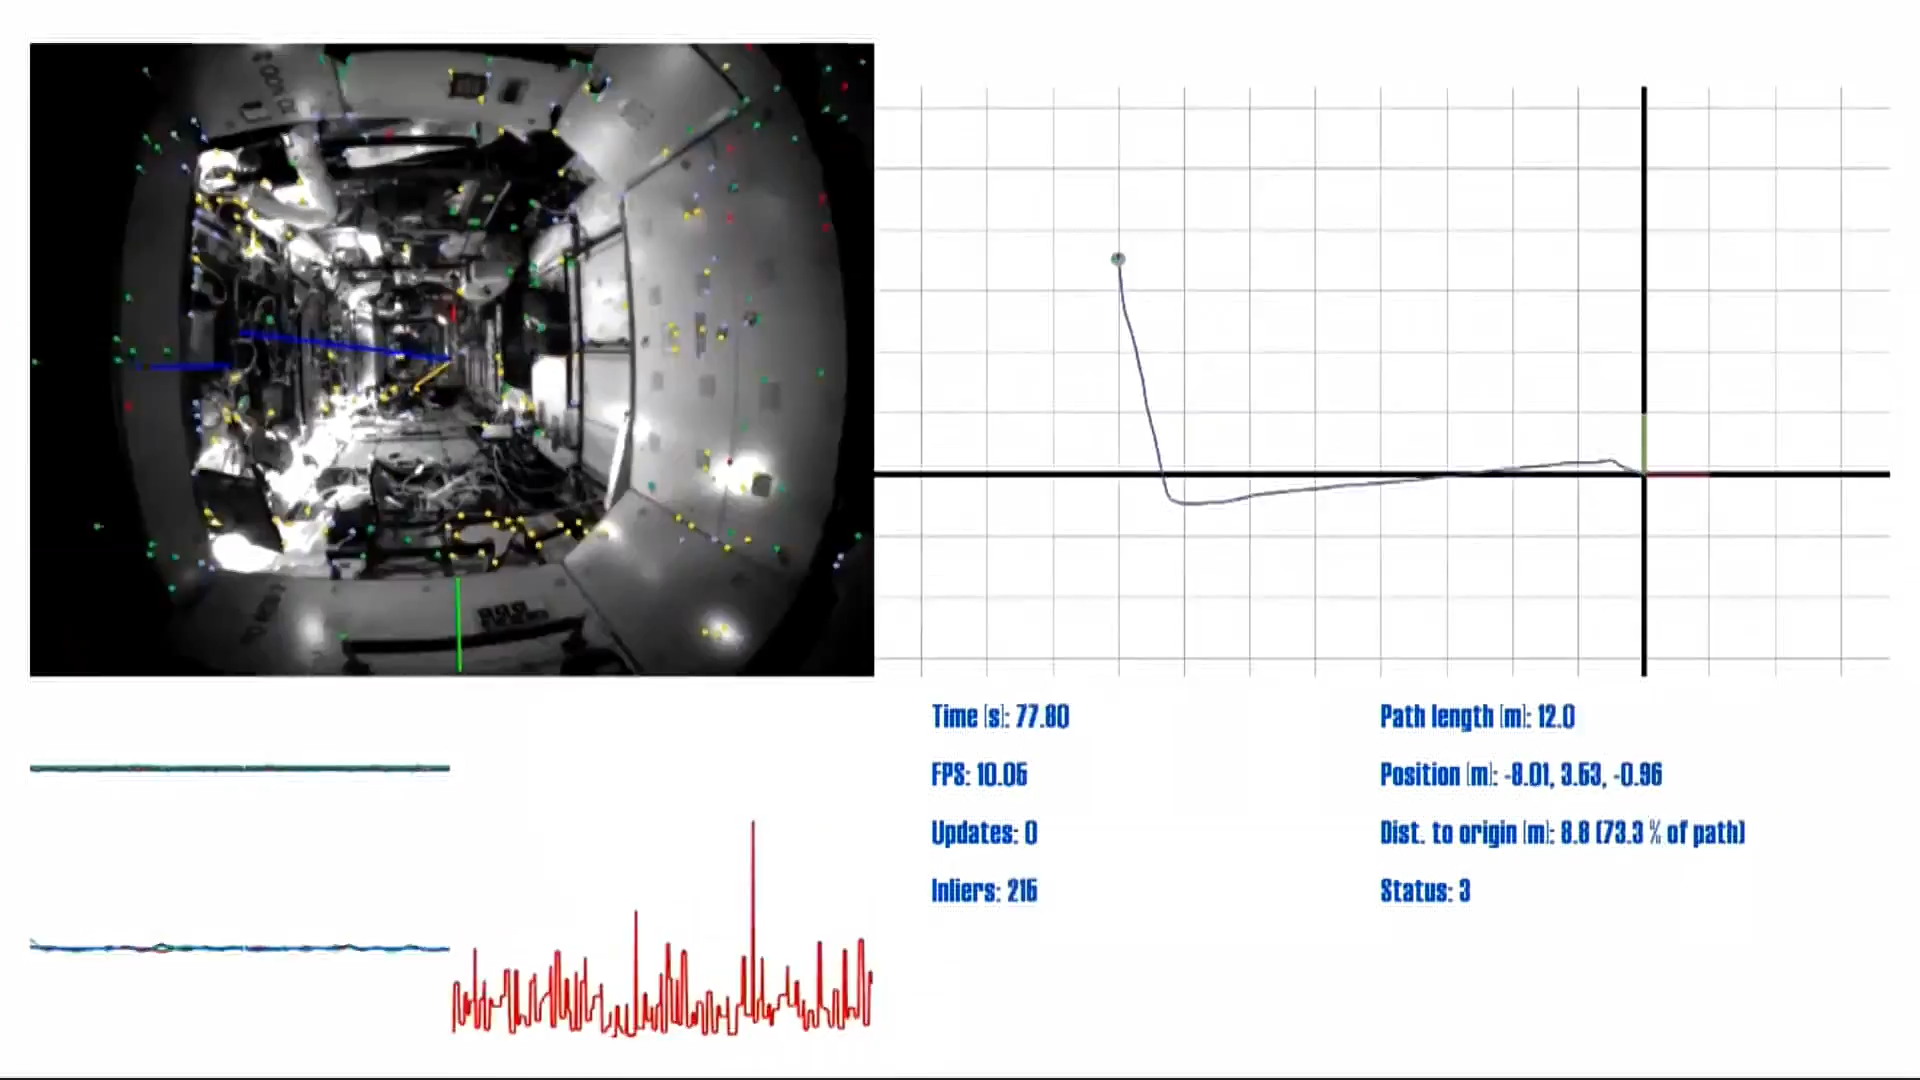 Time (s): 77.80
Path length (m): 12.0
FPS: 10.05
Position (m): -8.01, 3.53, -0.96
Updates: 0
Dist. to origin (m): 8.8 (73.3 % of path)
Inliers: 215
Status: 3